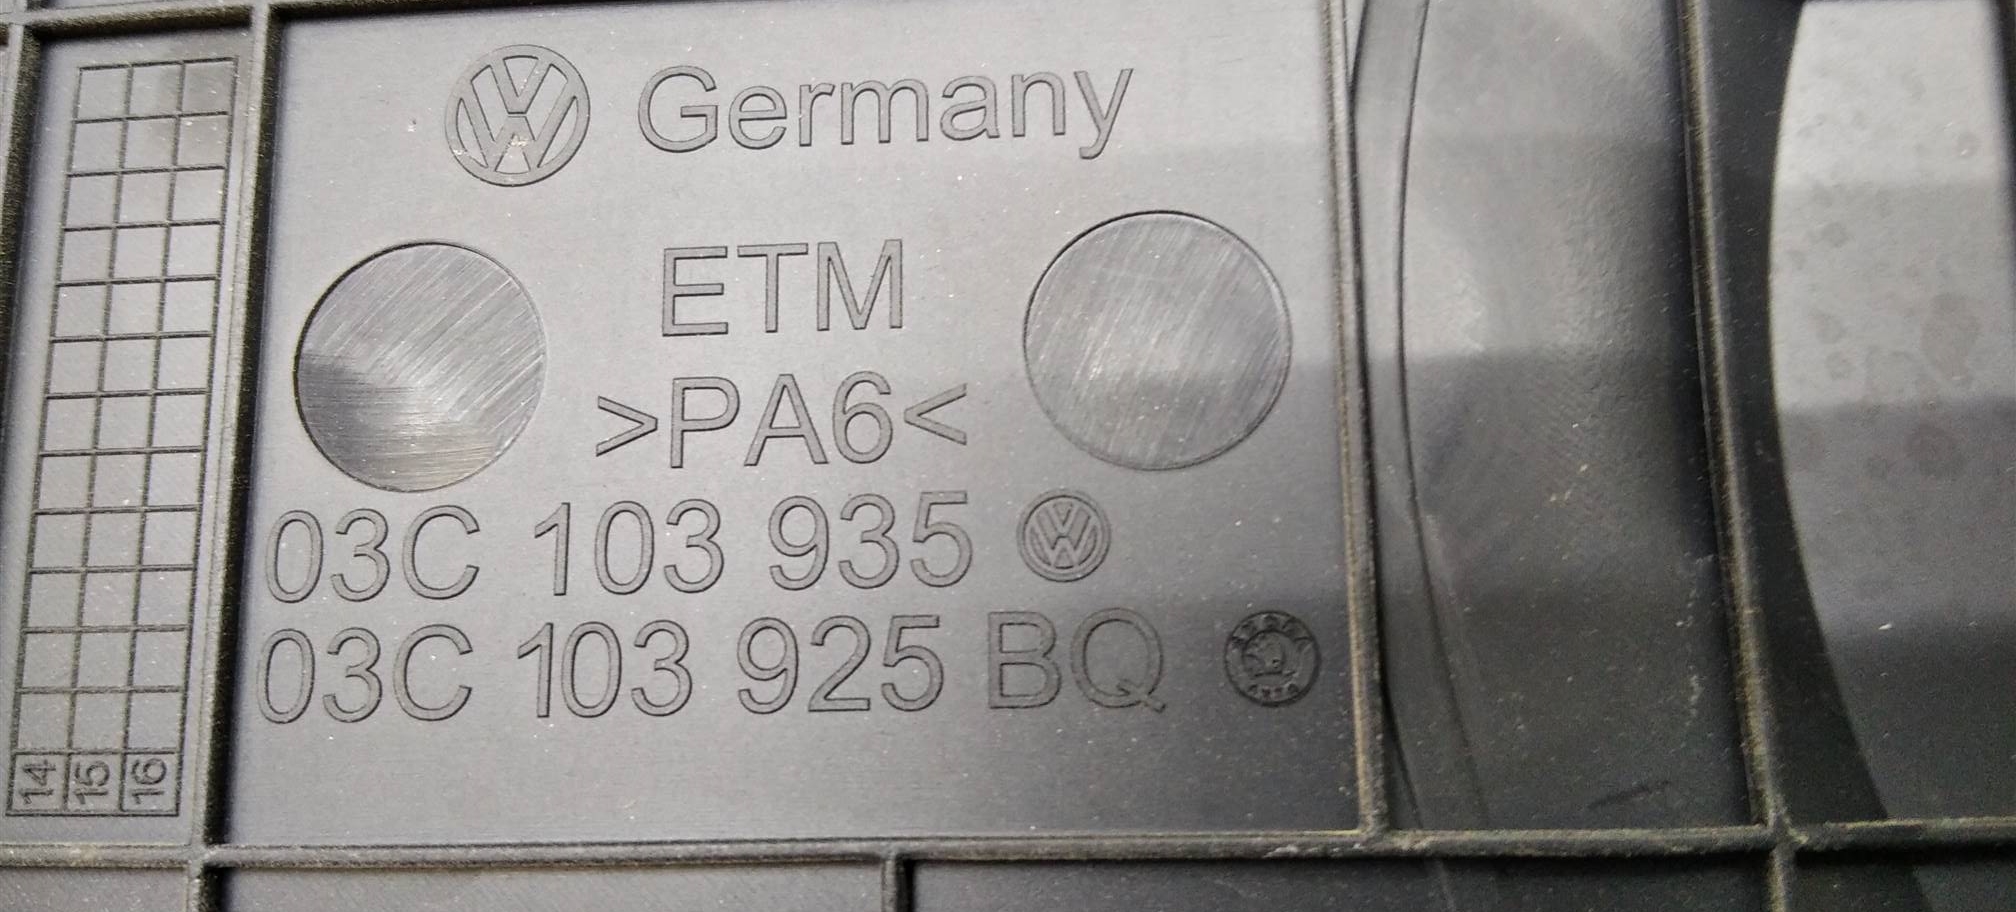 Germany
ETM
>PA6<
03C 103 935
03C 103 925 BQ
14
15
16